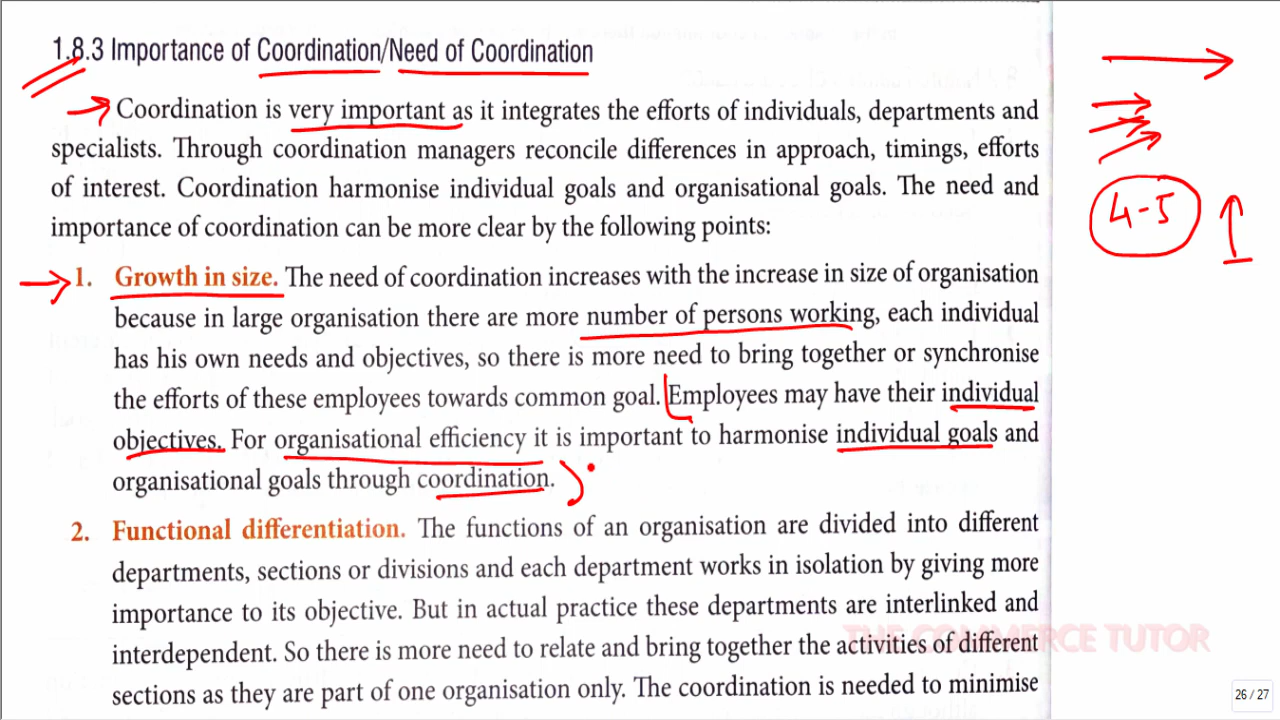 1.8.3 Importance of Coordination/Need of Coordination
Coordination is very important as it integrates the efforts of individuals, departments and
specialists. Through coordination managers reconcile differences in approach, timings, efforts
of interest. Coordination harmonise individual goals and organisational goals. The need and
importance of coordination can be more clear by the following points:
4-5
1. Growth in size. The need of coordination increases with the increase in size of organisation
because in large organisation there are more number of persons working, each individual
has his own needs and objectives, so there is more need to bring together or synchronise
the efforts of these employees towards common goal. Employees may have their individual
objectives. For organisational efficiency it is important to harmonise individual goals and
organisational goals through coordination.
2. Functional differentiation. The functions of an organisation are divided into different
departments, sections or divisions and each department works in isolation by giving more
importance to its objective. But in actual practice these departments are interlinked and
interdependent. So there is more need to relate and bring together the activities of different
sections as they are part of one organisation only. The coordination is needed to minimise
THE COMMERCE TUTOR
26 / 27